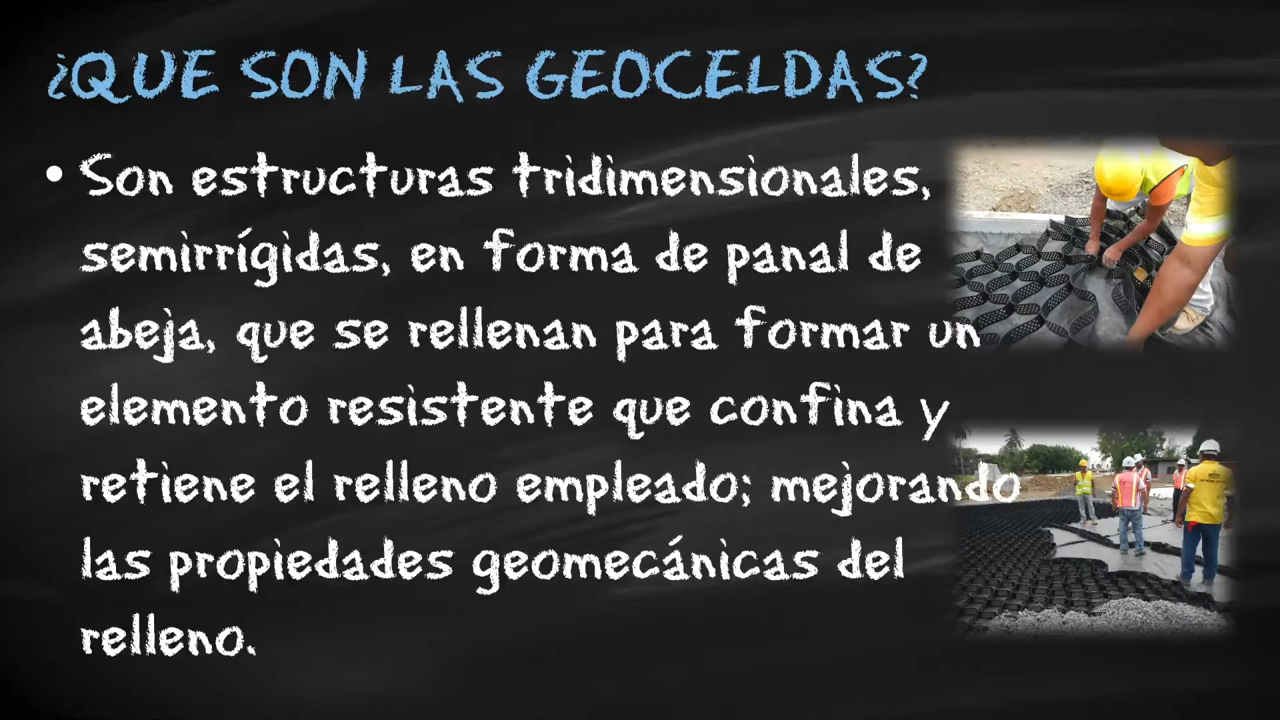 ¿QUE SON LAS GEOCELDAS?
• Son estructuras tridimensionales,
semirrígidas, en forma de panal de
abeja, que se rellenan para formar un
elemento resistente que confina y
retiene el relleno empleado; mejorando
las propiedades geomecánicas del
relleno.